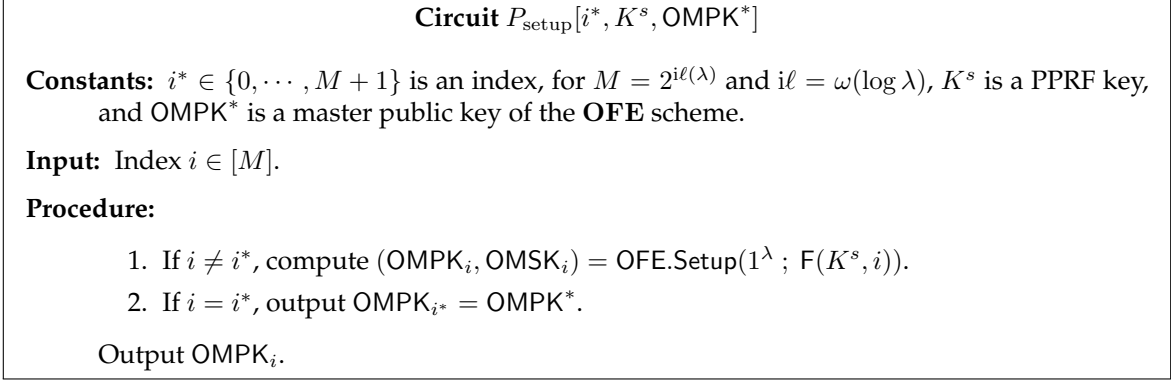 Circuit P_setup[i*, K^s, OMPK*]
Constants: i* ∈ {0, ⋯ , M + 1} is an index, for M = 2^{iℓ(λ)} and iℓ = ω(log λ), K^s is a PPRF key,
and OMPK* is a master public key of the OFE scheme.
Input: Index i ∈ [M].
Procedure:
1. If i ≠ i*, compute (OMPK_i, OMSK_i) = OFE.Setup(1^λ ; F(K^s, i)).
2. If i = i*, output OMPK_{i*} = OMPK*.
Output OMPK_i.